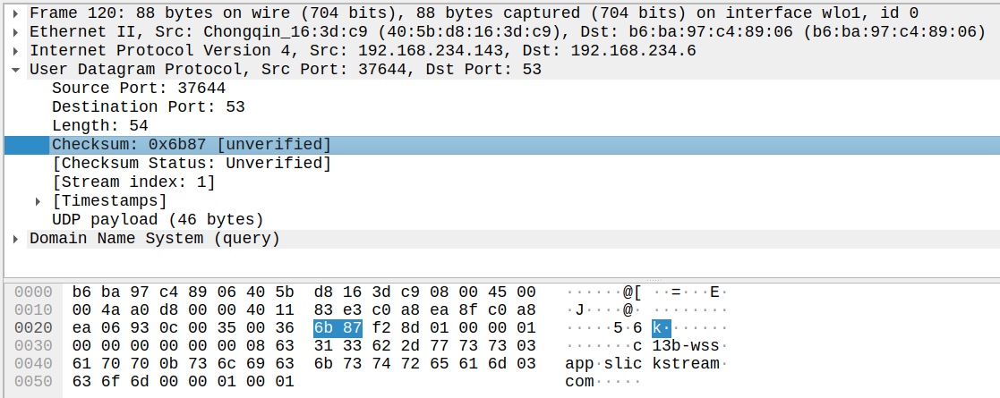 Frame 120: 88 bytes on wire (704 bits), 88 bytes captured (704 bits) on interface wlo1, id 0
Ethernet II, Src: Chongqin_16:3d:c9 (40:5b:d8:16:3d:c9), Dst: b6:ba:97:c4:89:06 (b6:ba:97:c4:89:06)
Internet Protocol Version 4, Src: 192.168.234.143, Dst: 192.168.234.6
User Datagram Protocol, Src Port: 37644, Dst Port: 53
Source Port: 37644
Destination Port: 53
Length: 54
Checksum: 0x6b87 [unverified]
[Checksum Status: Unverified]
[Stream index: 1]
[Timestamps]
UDP payload (46 bytes)
Domain Name System (query)
0000 b6 ba 97 c4 89 06 40 5b d8 16 3d c9 08 00 45 00 ······@[ ··=···E·
0010 00 4a a0 d8 00 00 40 11 83 e3 c0 a8 ea 8f c0 a8 ·J····@· ········
0020 ea 06 93 0c 00 35 00 36 6b 87 f2 8d 01 00 00 01 ·····5·6 k·······
0030 00 00 00 00 00 00 08 63 31 33 62 2d 77 73 73 03 ·······c 13b-wss·
0040 61 70 70 0b 73 6c 69 63 6b 73 74 72 65 61 6d 03 app·slic kstream·
0050 63 6f 6d 00 00 01 00 01 com·····